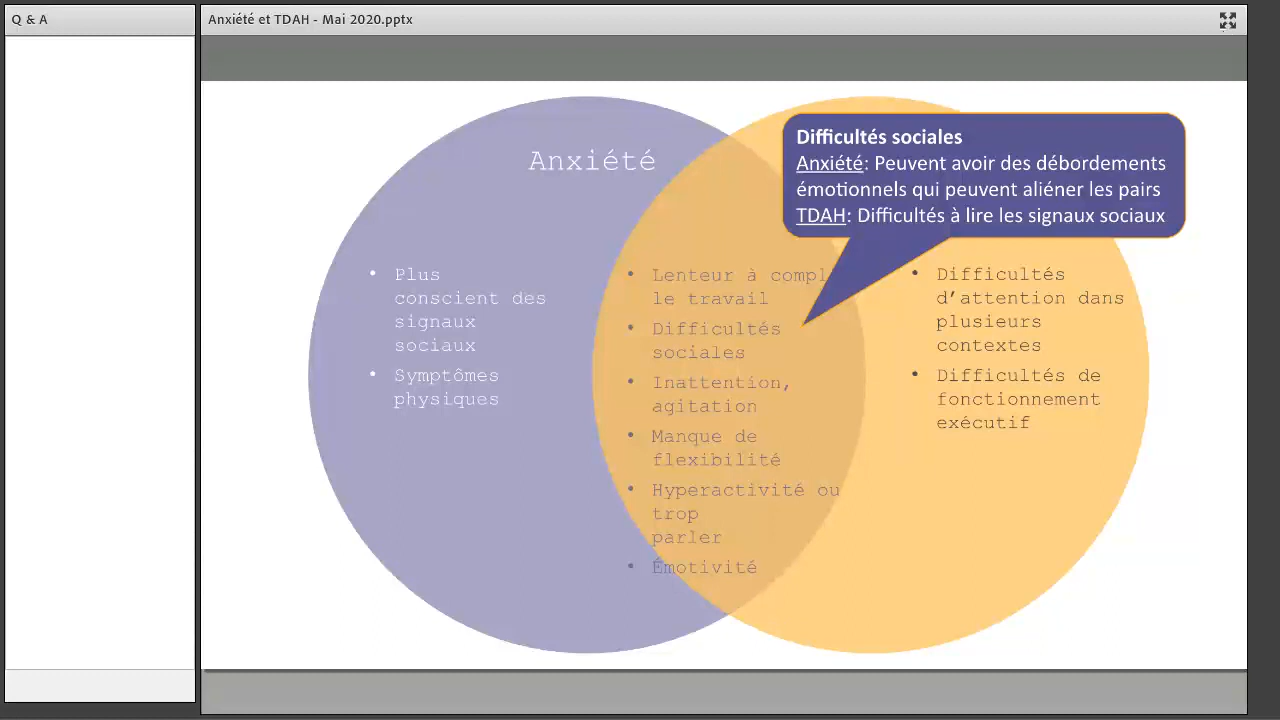 Q & A
Anxiété et TDAH - Mai 2020.pptx
Difficultés sociales
Anxiété: Peuvent avoir des débordements
émotionnels qui peuvent aliéner les pairs
TDAH: Difficultés à lire les signaux sociaux
Anxiété
• Plus
conscient des
signaux
sociaux
• Symptômes
physiques
• Lenteur à
le travail
• Difficultés
sociales
• Inattention,
agitation
• Manque de
flexibilité
• Hyperactivité ou
trop
parler
• Émotivité
• Difficultés
d’attention dans
plusieurs
contextes
• Difficultés de
fonctionnement
exécutif